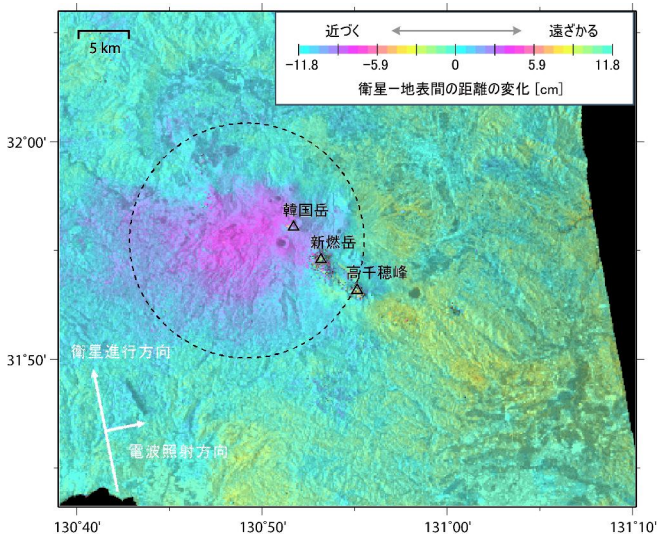 近づく 遠ざかる
−11.8 −5.9 0 5.9 11.8
衛星−地表間の距離の変化 [cm]
5 km
32°00'
韓国岳
新燃岳
高千穂峰
31°50'
衛星進行方向
電波照射方向
130°40' 130°50' 131°00' 131°10'